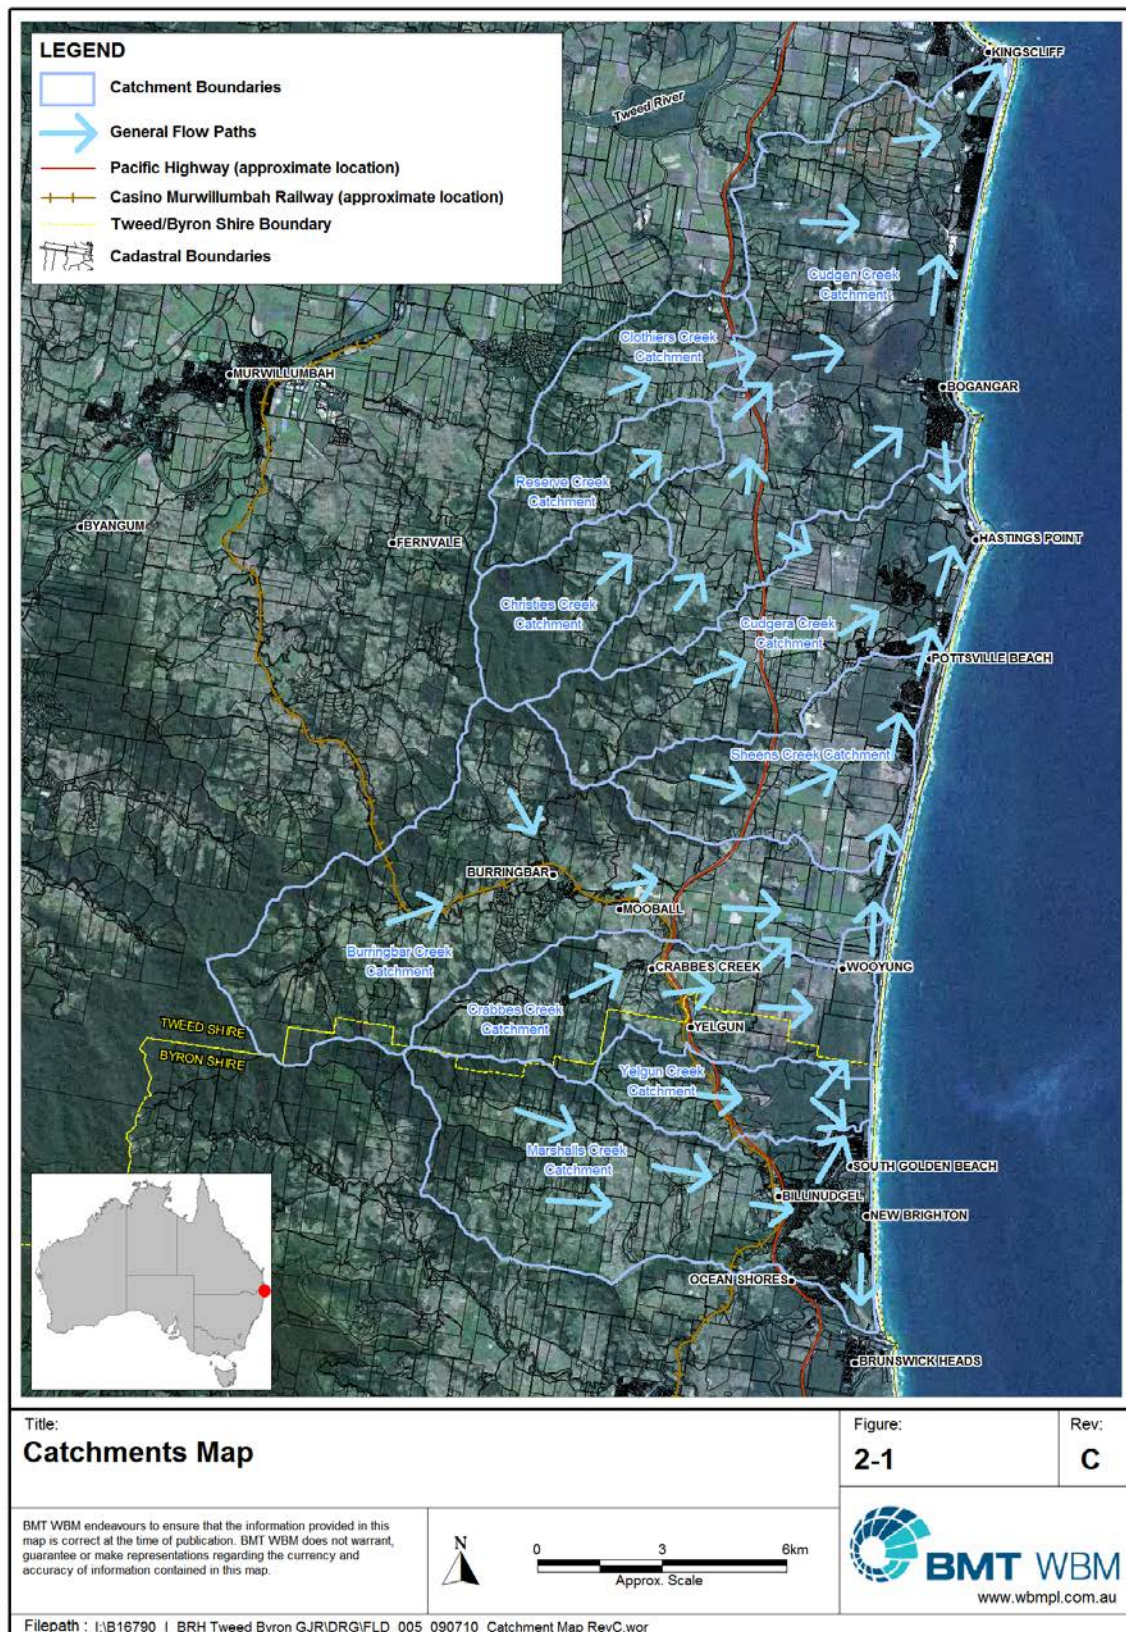 LEGEND
Catchment Boundaries
General Flow Paths
Pacific Highway (approximate location)
Casino Murwillumbah Railway (approximate location)
Tweed/Byron Shire Boundary
Cadastral Boundaries
KINGSCLIFF
Tweed River
Cudgen Creek
Catchment
Clothiers Creek
Catchment
MURWILLUMBAH
BOGANGAR
Reserve Creek
Catchment
BYANGUM
FERNVALE
HASTINGS POINT
Christies Creek
Catchment
Cudgera Creek
Catchment
POTTSVILLE BEACH
Sheens Creek Catchment
BURRINGBAR
MOOBALL
Burringbar Creek
Catchment
CRABBES CREEK
WOOYUNG
Crabbes Creek
Catchment
TWEED SHIRE
BYRON SHIRE
YELGUN
Yelgun Creek
Catchment
Marshalls Creek
Catchment
SOUTH GOLDEN BEACH
BILLINUDGEL
NEW BRIGHTON
OCEAN SHORES
BRUNSWICK HEADS
Title:
Catchments Map
Figure:
2-1
Rev:
C
BMT WBM endeavours to ensure that the information provided in this
map is correct at the time of publication. BMT WBM does not warrant,
guarantee or make representations regarding the currency and
accuracy of information contained in this map.
N
0 3 6km
Approx. Scale
BMT WBM
www.wbmpl.com.au
Filepath : I:\B16790_I_BRH Tweed Byron GJR\DRG\FLD_005_090710_Catchment Map RevC.wor